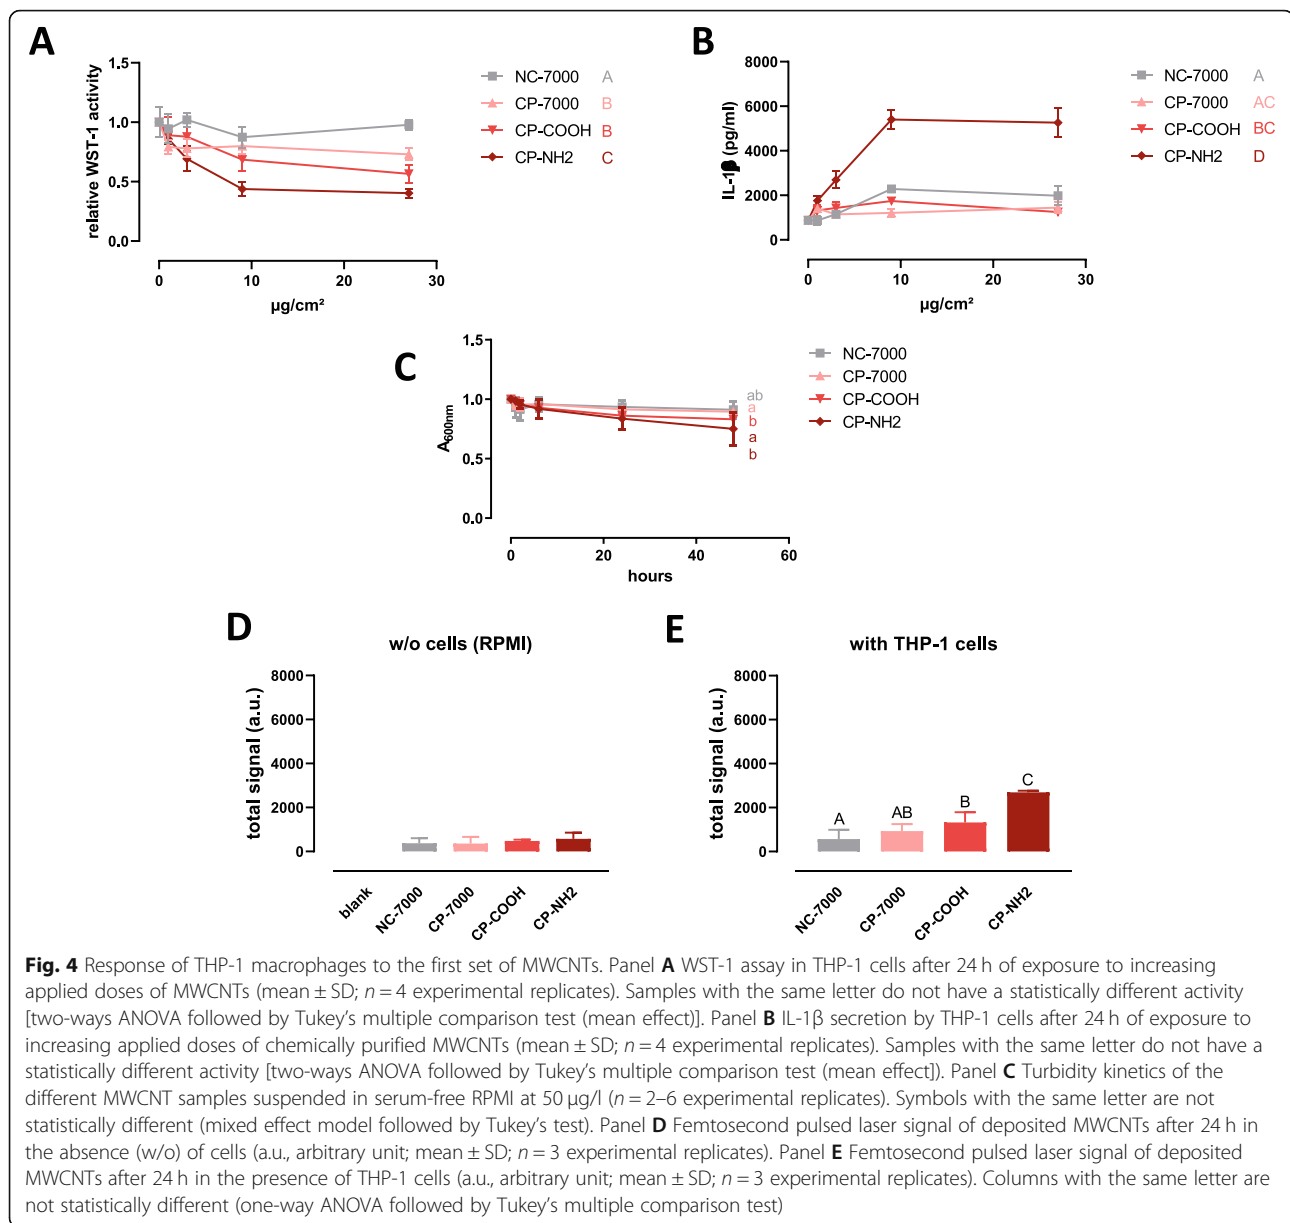 A
relative WST-1 activity
1.5
1.0
0.5
0.0
0 10 20 30
µg/cm²
NC-7000 A
CP-7000 B
CP-COOH B
CP-NH2 C
B
IL-1β (pg/ml)
8000
6000
4000
2000
0
0 10 20 30
µg/cm²
NC-7000 A
CP-7000 AC
CP-COOH BC
CP-NH2 D
C
A600nm
1.5
1.0
0.5
0.0
0 20 40 60
hours
ab
a
b
a
b
NC-7000
CP-7000
CP-COOH
CP-NH2
D
w/o cells (RPMI)
total signal (a.u.)
8000
6000
4000
2000
0
blank NC-7000 CP-7000 CP-COOH CP-NH2
E
with THP-1 cells
total signal (a.u.)
8000
6000
4000
2000
0
A AB B C
NC-7000 CP-7000 CP-COOH CP-NH2
Fig. 4 Response of THP-1 macrophages to the first set of MWCNTs. Panel A WST-1 assay in THP-1 cells after 24 h of exposure to increasing
applied doses of MWCNTs (mean ± SD; n = 4 experimental replicates). Samples with the same letter do not have a statistically different activity
[two-ways ANOVA followed by Tukey's multiple comparison test (mean effect)]. Panel B IL-1β secretion by THP-1 cells after 24 h of exposure to
increasing applied doses of chemically purified MWCNTs (mean ± SD; n = 4 experimental replicates). Samples with the same letter do not have a
statistically different activity [two-ways ANOVA followed by Tukey's multiple comparison test (mean effect]). Panel C Turbidity kinetics of the
different MWCNT samples suspended in serum-free RPMI at 50 µg/l (n = 2–6 experimental replicates). Symbols with the same letter are not
statistically different (mixed effect model followed by Tukey's test). Panel D Femtosecond pulsed laser signal of deposited MWCNTs after 24 h in
the absence (w/o) of cells (a.u., arbitrary unit; mean ± SD; n = 3 experimental replicates). Panel E Femtosecond pulsed laser signal of deposited
MWCNTs after 24 h in the presence of THP-1 cells (a.u., arbitrary unit; mean ± SD; n = 3 experimental replicates). Columns with the same letter are
not statistically different (one-way ANOVA followed by Tukey's multiple comparison test)